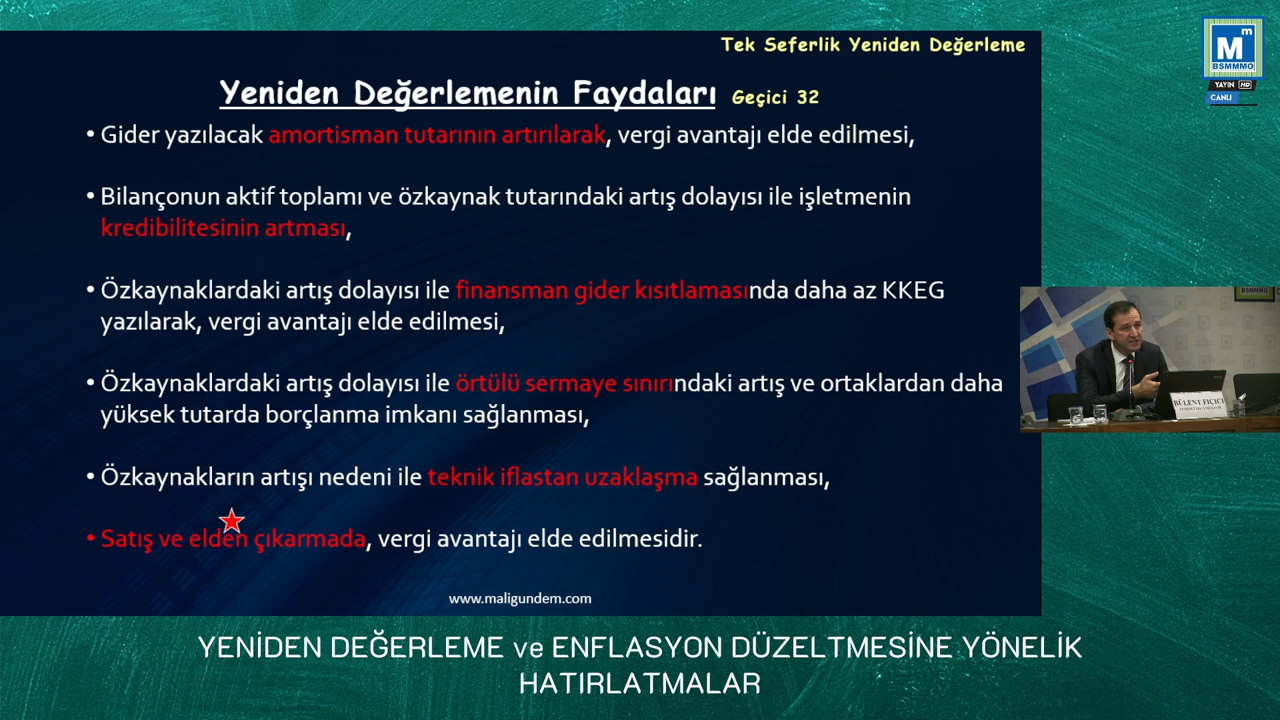 Tek Seferlik Yeniden Değerleme
Mm
BSMMMO
YAYIN HD
CANLI
Yeniden Değerlemenin Faydaları Geçici 32
• Gider yazılacak amortisman tutarının artırılarak, vergi avantajı elde edilmesi,
• Bilançonun aktif toplamı ve özkaynak tutarındaki artış dolayısı ile işletmenin
kredibilitesinin artması,
• Özkaynaklardaki artış dolayısı ile finansman gider kısıtlamasında daha az KKEG
yazılarak, vergi avantajı elde edilmesi,
• Özkaynaklardaki artış dolayısı ile örtülü sermaye sınırındaki artış ve ortaklardan daha
yüksek tutarda borçlanma imkanı sağlanması,
• Özkaynakların artışı nedeni ile teknik iflastan uzaklaşma sağlanması,
• Satış ve elden çıkarmada, vergi avantajı elde edilmesidir.
www.maligundem.com
BSMMMO
BÜLENT FIÇICI
YENİDEN DEĞERLEME ve ENFLASYON DÜZELTMESİNE YÖNELİK
HATIRLATMALAR